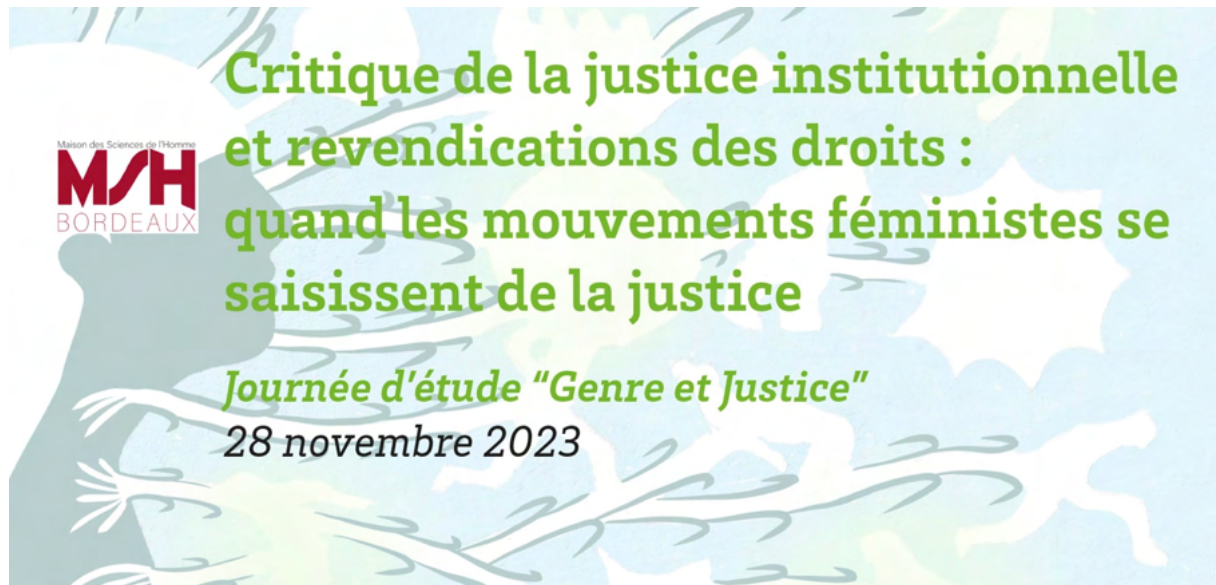 Critique de la justice institutionnelle
Maison des Sciences de l'Homme
MSH
BORDEAUX
et revendications des droits :
quand les mouvements féministes se
saisissent de la justice
Journée d'étude “Genre et Justice”
28 novembre 2023